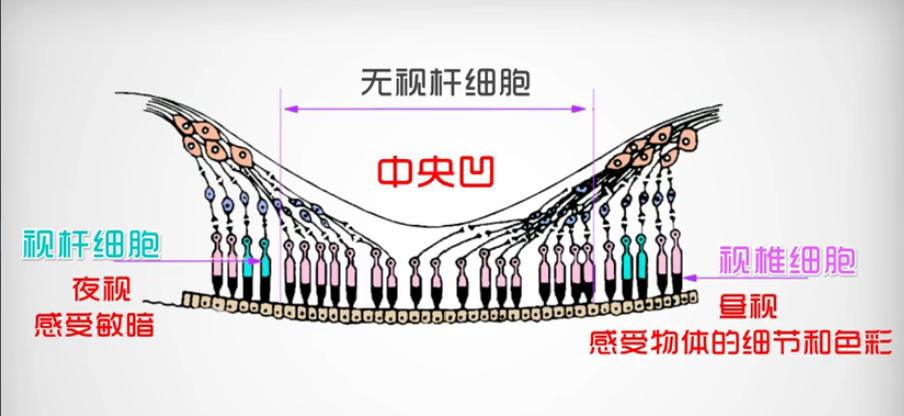 无视杆细胞
中央凹
视杆细胞
夜视
感受敏暗
视椎细胞
昼视
感受物体的细节和色彩